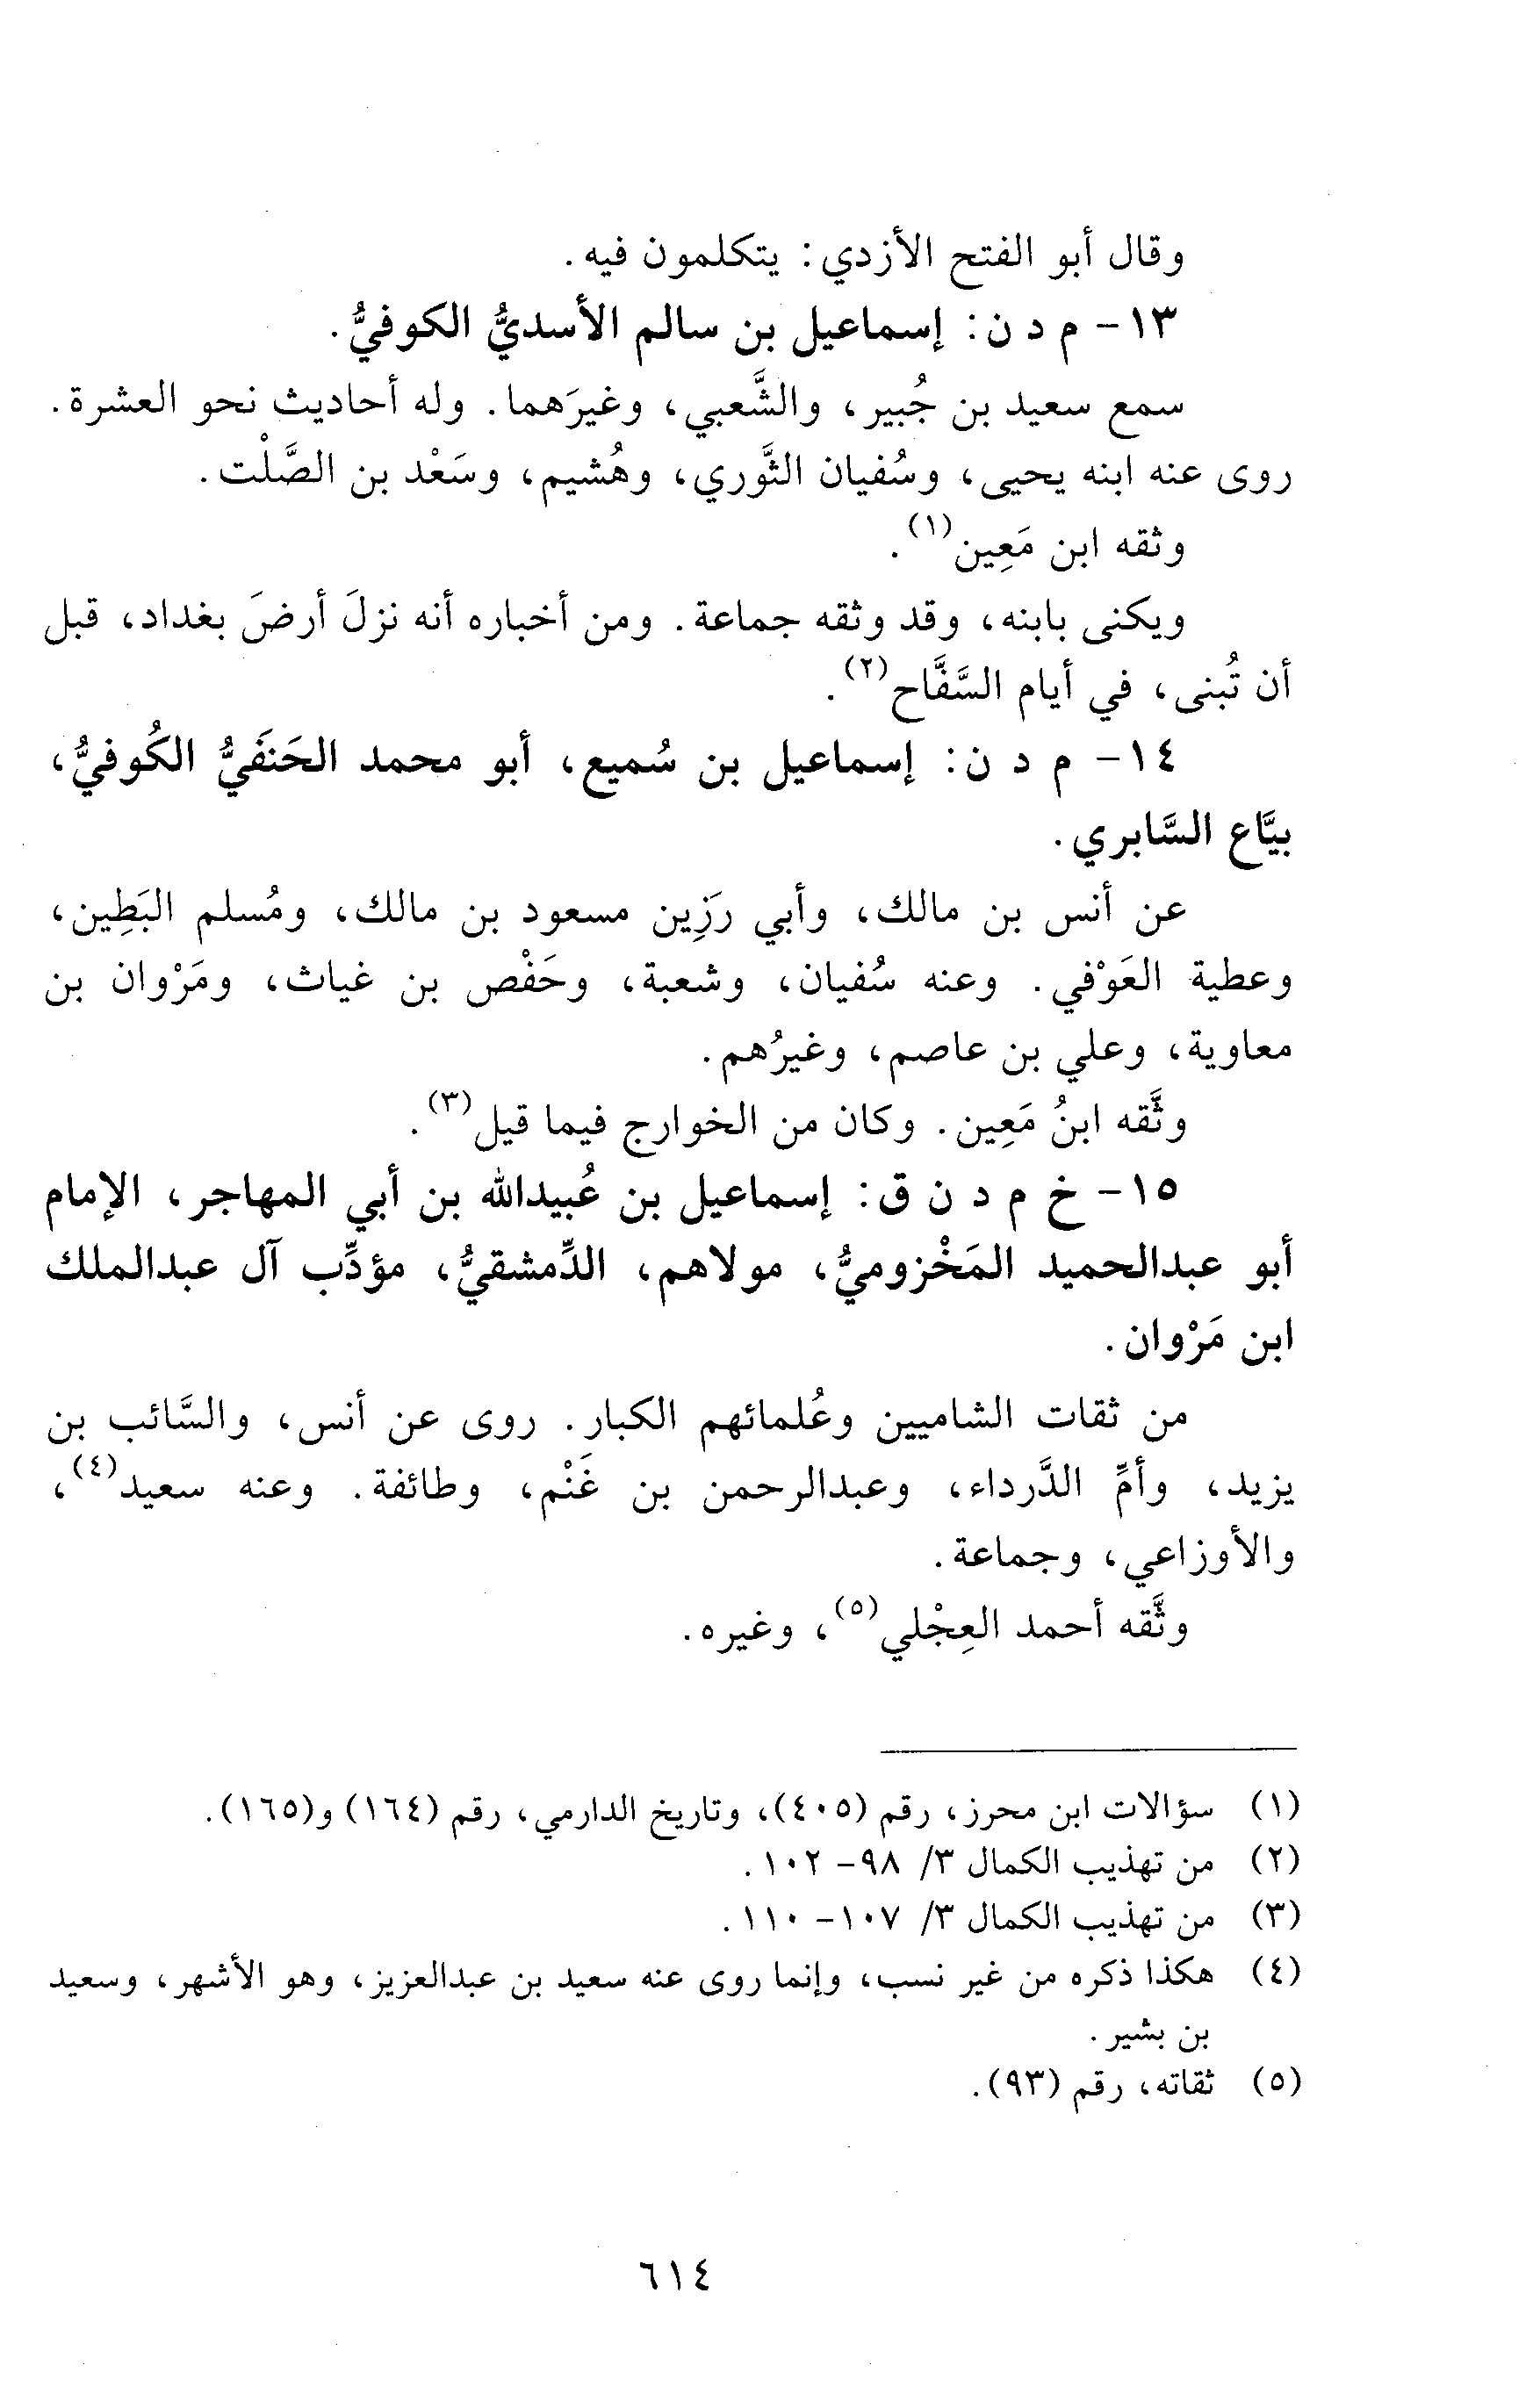 وقال أبو الفتح الأزدي: يتكلمون فيه.
١٣- م د ن: إسماعيل بن سالم الأسديُّ الكوفيُّ.
سمع سعيد بن جُبير، والشَّعبي، وغيرَهما. وله أحاديث نحو العشرة.
روى عنه ابنه يحيى، وسُفيان الثَّوري، وهُشيم، وسَعْد بن الصَّلْت.
وثقه ابن مَعِين(١).
ويكنى بابنه، وقد وثقه جماعة. ومن أخباره أنه نزلَ أرضَ بغداد، قبل
أن تُبنى، في أيام السَّفَّاح(٢).
١٤- م د ن: إسماعيل بن سُميع، أبو محمد الحَنَفيُّ الكُوفيُّ،
بيَّاع السَّابري.
عن أنس بن مالك، وأبي رَزِين مسعود بن مالك، ومُسلم البَطِين،
وعطية العَوْفي. وعنه سُفيان، وشعبة، وحَفْص بن غياث، ومَرْوان بن
معاوية، وعلي بن عاصم، وغيرُهم.
وثَّقه ابنُ مَعِين. وكان من الخوارج فيما قيل(٣).
١٥- خ م د ن ق: إسماعيل بن عُبيدالله بن أبي المهاجر، الإمام
أبو عبدالحميد المَخْزوميُّ، مولاهم، الدِّمشقيُّ، مؤدِّب آل عبدالملك
ابن مَرْوان.
من ثقات الشاميين وعُلمائهم الكبار. روى عن أنس، والسَّائب بن
يزيد، وأمِّ الدَّرداء، وعبدالرحمن بن غَنْم، وطائفة. وعنه سعيد(٤)،
والأوزاعي، وجماعة.
وثَّقه أحمد العِجْلي(٥)، وغيره.
(١) سؤالات ابن محرز، رقم (٤٠٥)، وتاريخ الدارمي، رقم (١٦٤) و(١٦٥).
(٢) من تهذيب الكمال ٣/ ٩٨- ١٠٢.
(٣) من تهذيب الكمال ٣/ ١٠٧- ١١٠.
(٤) هكذا ذكره من غير نسب، وإنما روى عنه سعيد بن عبدالعزيز، وهو الأشهر، وسعيد
بن بشير.
(٥) ثقاته، رقم (٩٣).
٦١٤